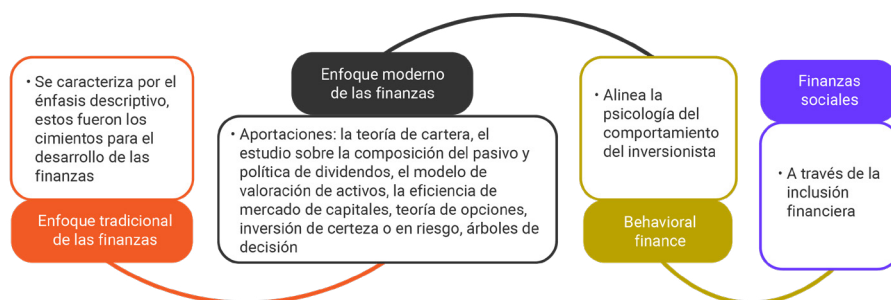 • Se caracteriza por el
énfasis descriptivo,
estos fueron los
cimientos para el
desarrollo de las
finanzas
Enfoque tradicional
de las finanzas
Enfoque moderno
de las finanzas
• Aportaciones: la teoría de cartera, el
estudio sobre la composición del pasivo y
política de dividendos, el modelo de
valoración de activos, la eficiencia de
mercado de capitales, teoría de opciones,
inversión de certeza o en riesgo, árboles de
decisión
• Alinea la
psicología del
comportamiento
del inversionista
Behavioral
finance
Finanzas
sociales
• A través de la
inclusión
financiera